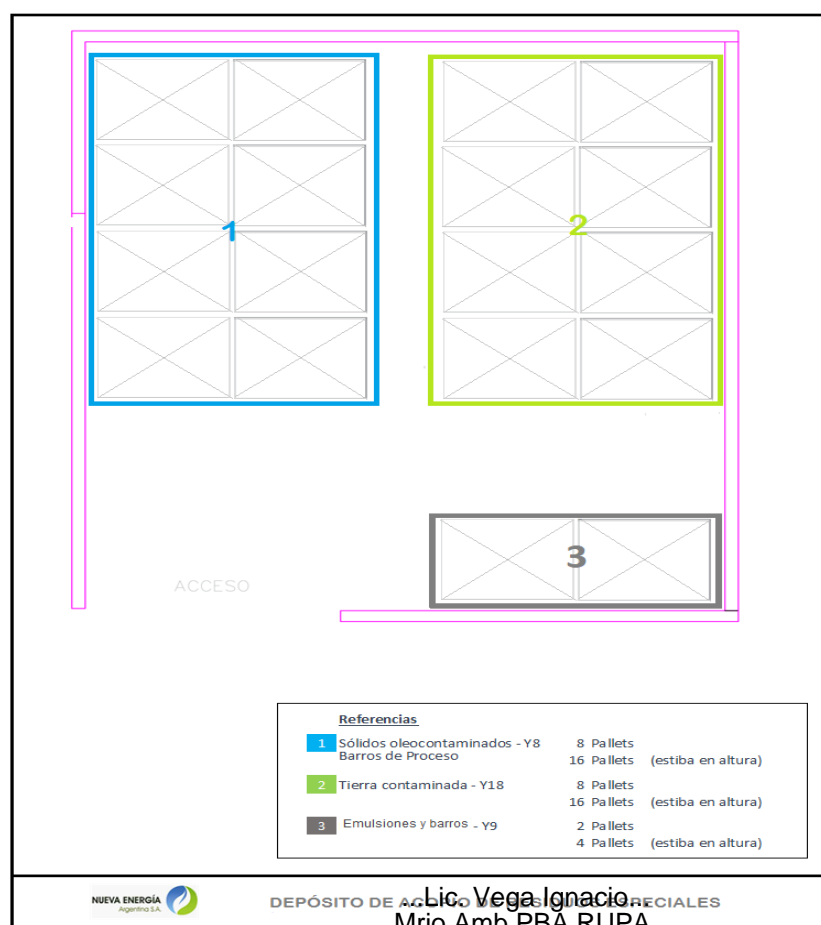 1
2
3
ACCESO
Referencias
1 Sólidos oleocontaminados - Y8 8 Pallets
Barros de Proceso 16 Pallets (estiba en altura)
2 Tierra contaminada - Y18 8 Pallets
16 Pallets (estiba en altura)
3 Emulsiones y barros - Y9 2 Pallets
4 Pallets (estiba en altura)
NUEVA ENERGÍA
Argentina S.A.
DEPÓSITO DE ACOPIO DE RESIDUOS ESPECIALES
...Lic. Vega Ignacio...
Mrio Amb PBA RUPA